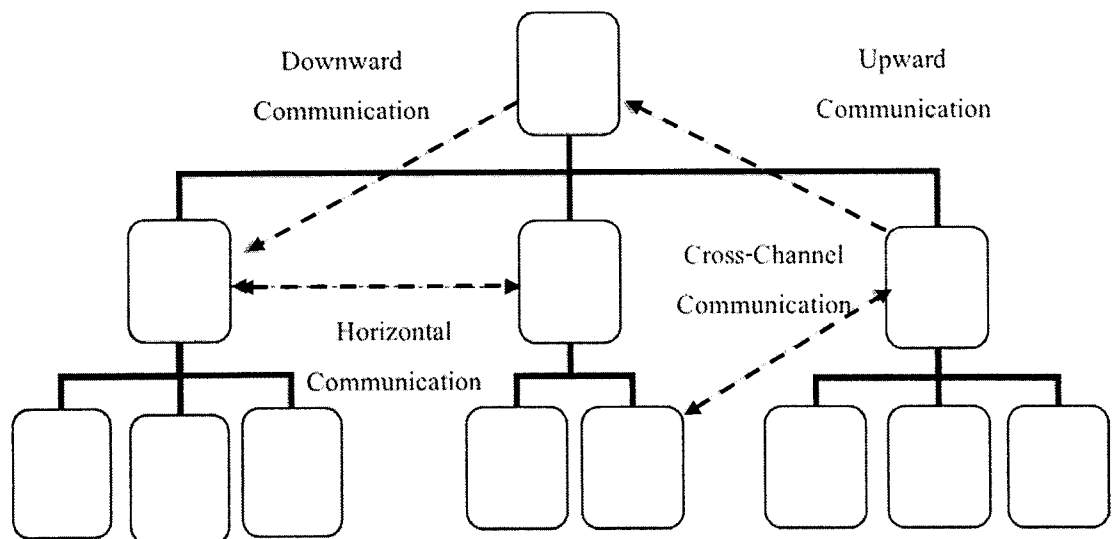 Downward
Communication
Upward
Communication
Cross-Channel
Communication
Horizontal
Communication